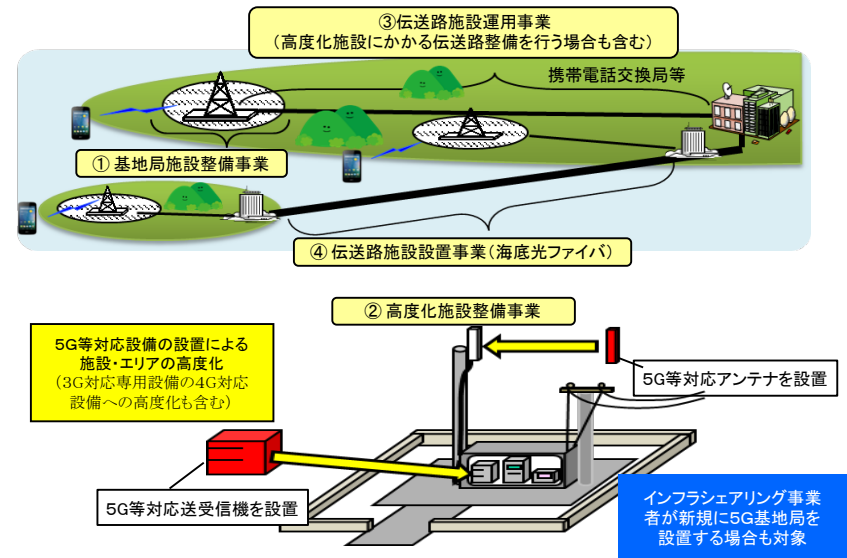 ③伝送路施設運用事業
(高度化施設にかかる伝送路整備を行う場合も含む)
携帯電話交換局等
① 基地局施設整備事業
④ 伝送路施設設置事業(海底光ファイバ)
② 高度化施設整備事業
5G等対応設備の設置による
施設・エリアの高度化
(3G対応専用設備の4G対応
設備への高度化も含む)
5G等対応アンテナを設置
5G等対応送受信機を設置
インフラシェアリング事業
者が新規に5G基地局を
設置する場合も対象